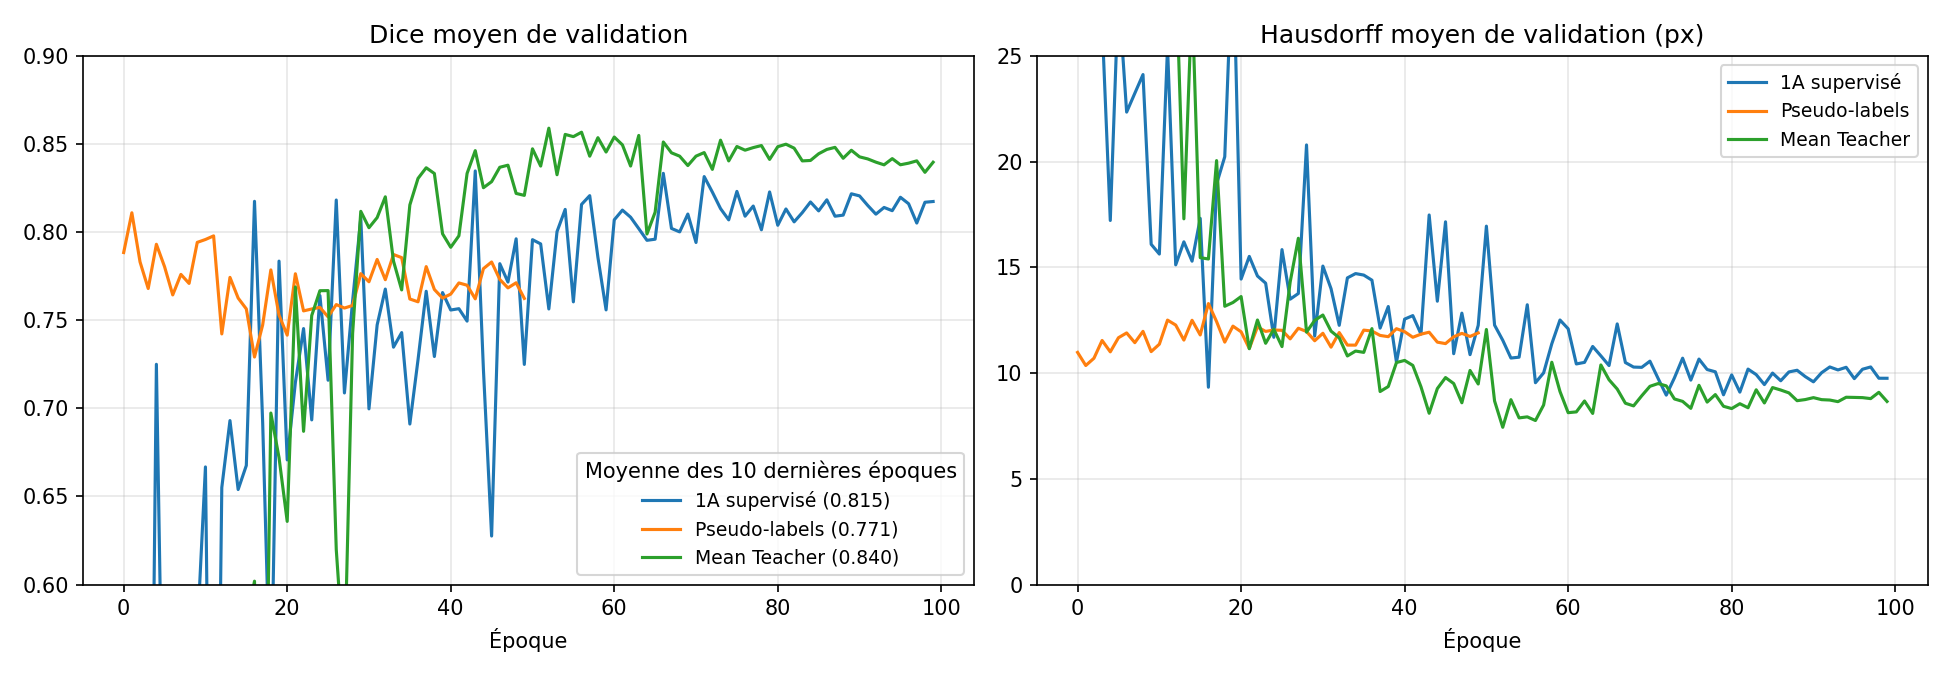 Dice moyen de validation
0.90
0.85
0.80
0.75
0.70
0.65
0.60
0 20 40 60 80 100
Époque
Moyenne des 10 dernières époques
1A supervisé (0.815)
Pseudo-labels (0.771)
Mean Teacher (0.840)
Hausdorff moyen de validation (px)
25
20
15
10
5
0
0 20 40 60 80 100
Époque
1A supervisé
Pseudo-labels
Mean Teacher